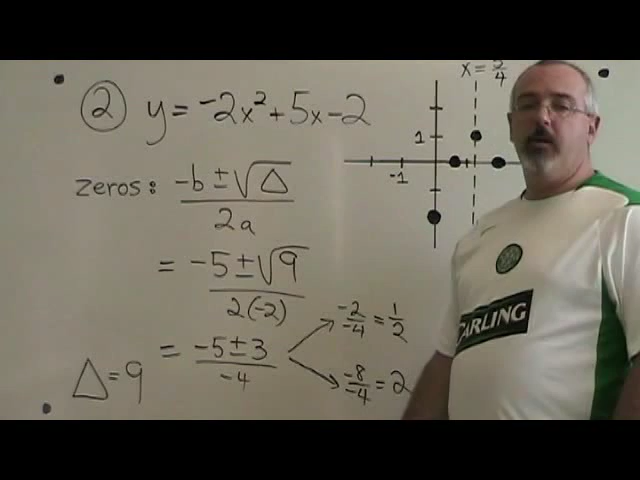 ② y = -2x² + 5x - 2
x = 5/4
1
-1
zeros: (-b ± √Δ) / 2a
= (-5 ± √9) / 2(-2)
= (-5 ± 3) / -4
-2/-4 = 1/2
-8/-4 = 2
Δ = 9
CARLING